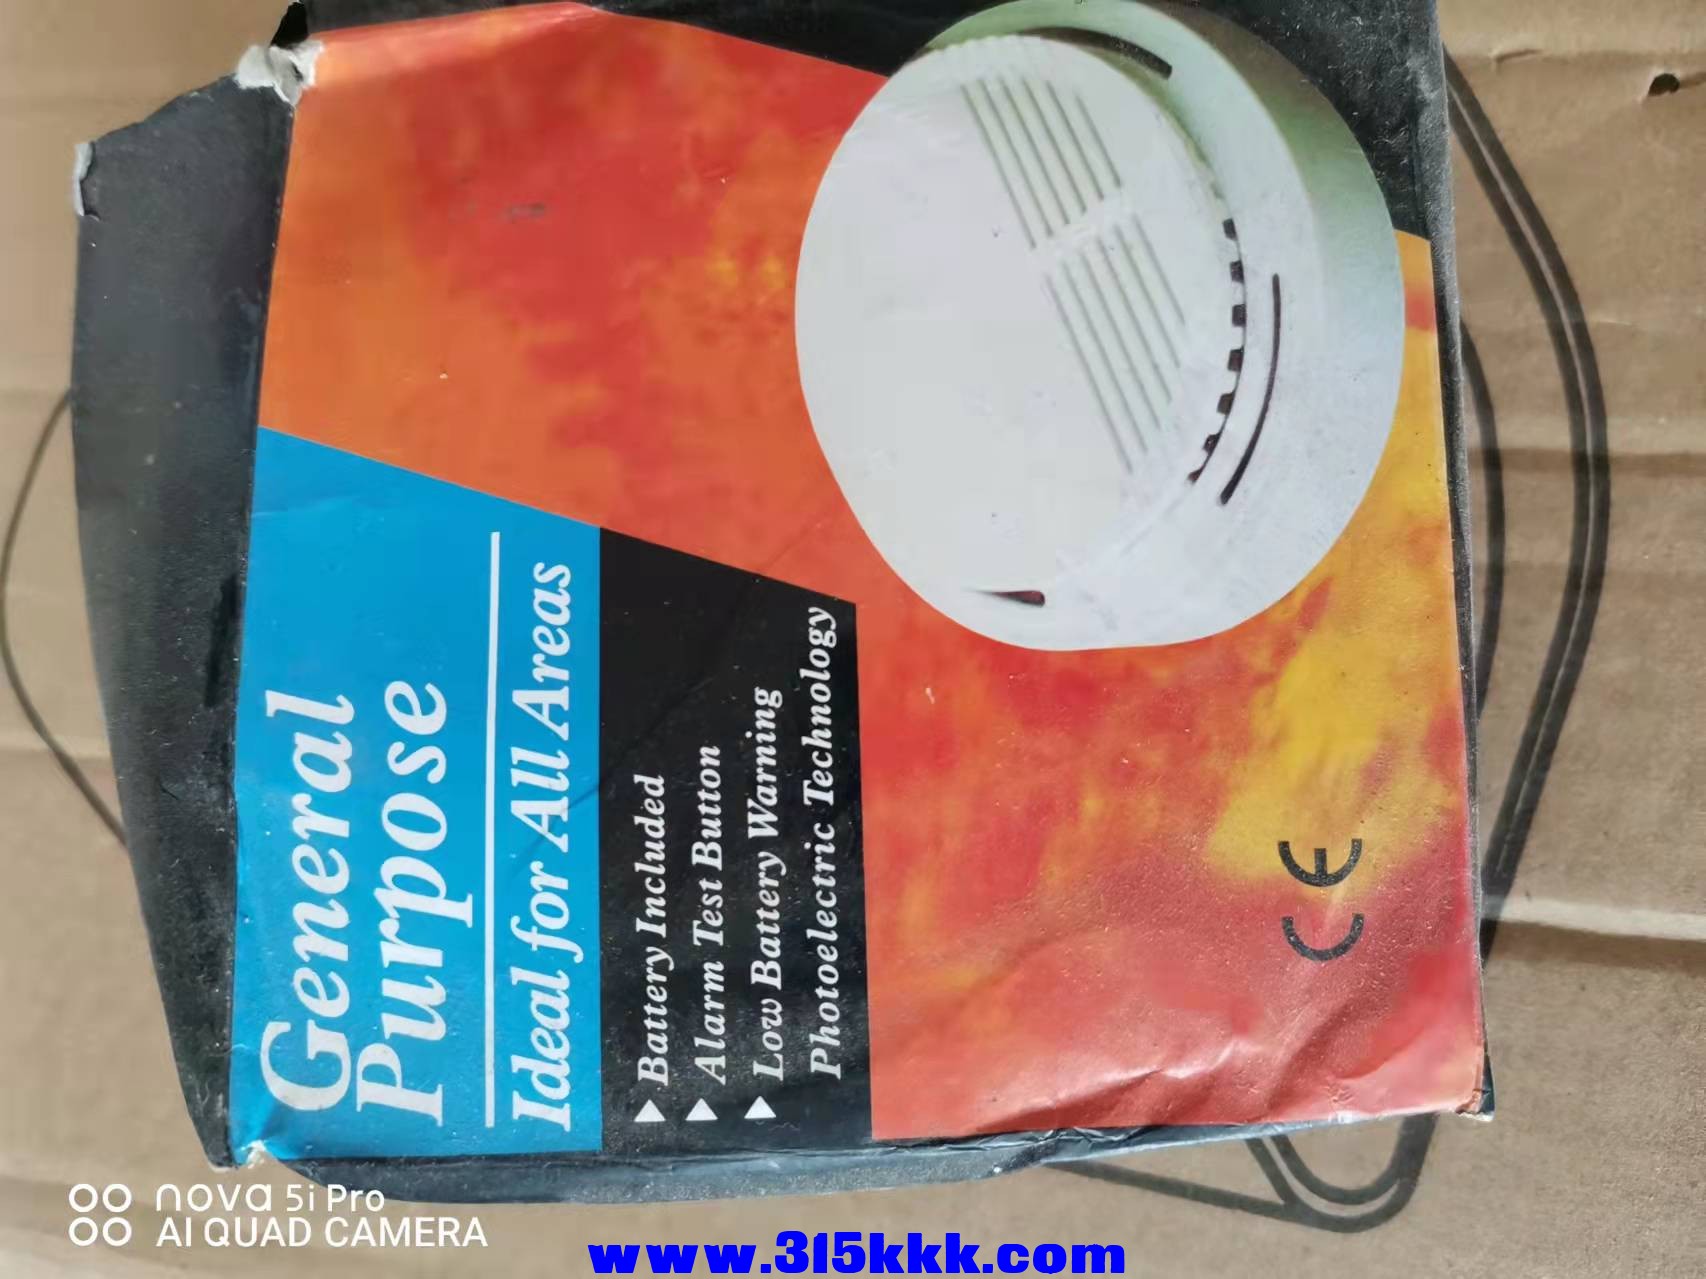 General
Purpose
Ideal for All Areas
Battery Included
Alarm Test Button
Low Battery Warning
Photoelectric Technology
CE
nova 5i Pro
AI QUAD CAMERA
www.315kkk.com